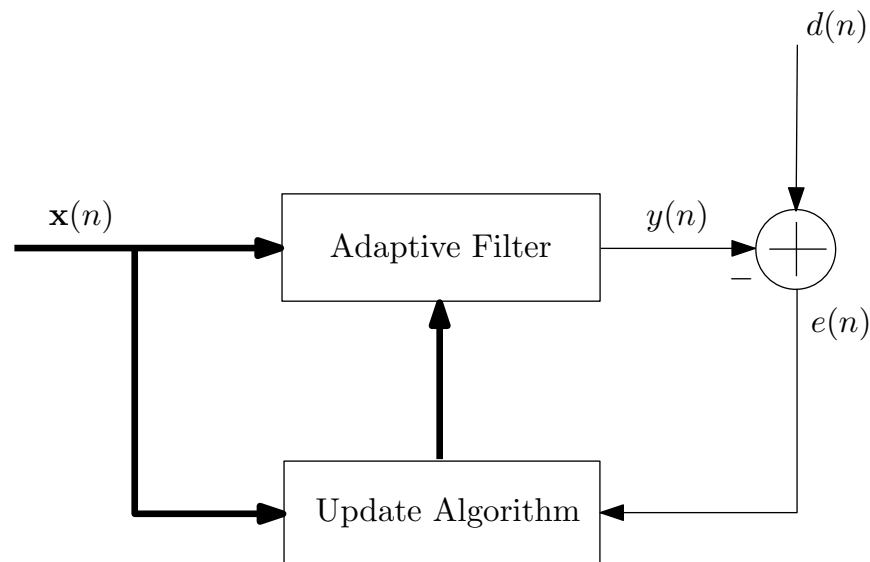 d(n)
x(n)
Adaptive Filter
y(n)
−
e(n)
Update Algorithm